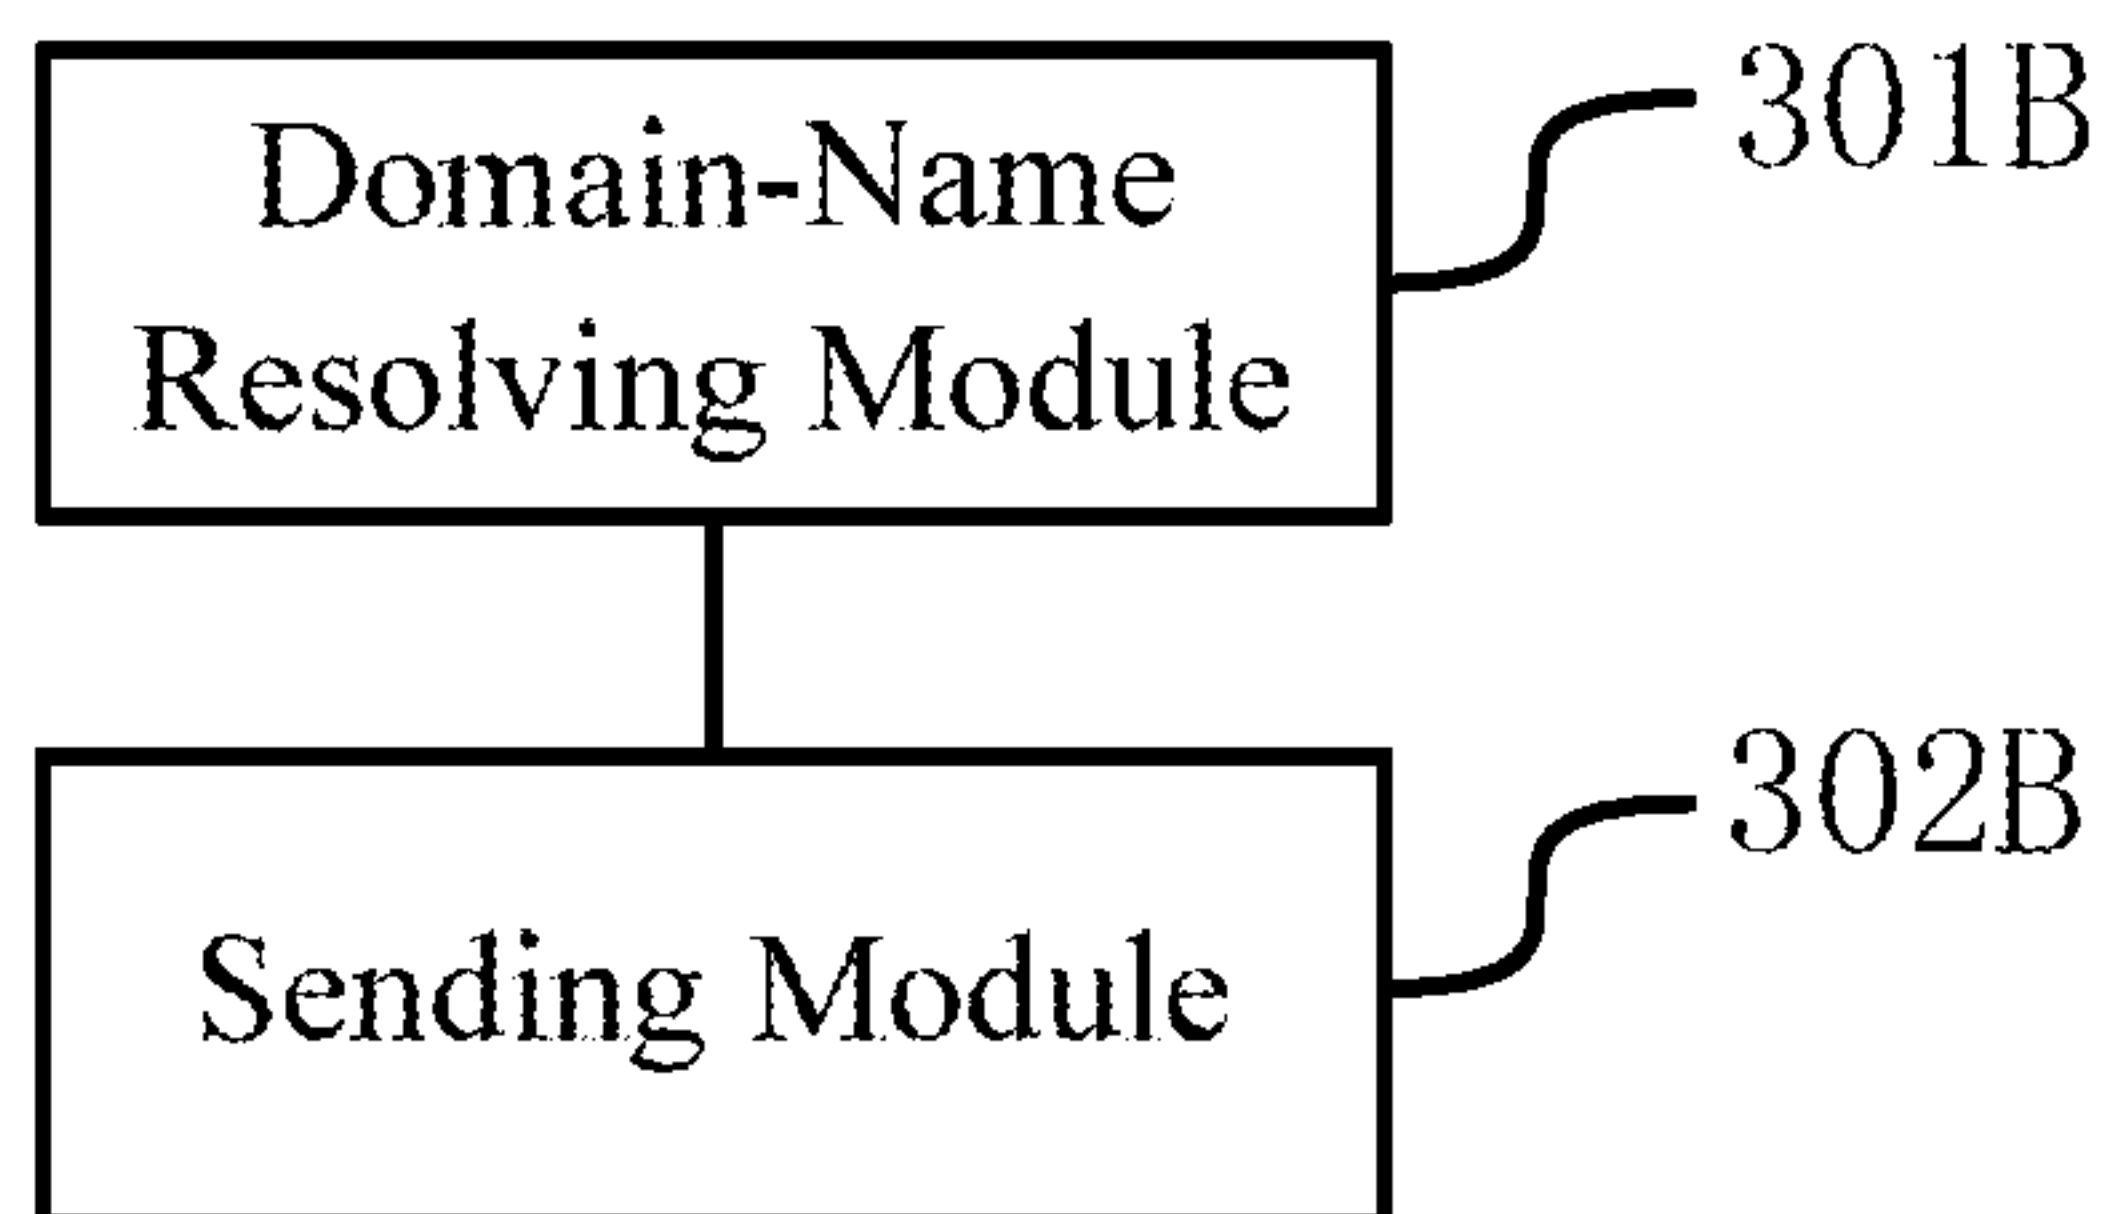 Domain-Name
Resolving Module
301B
Sending Module
302B